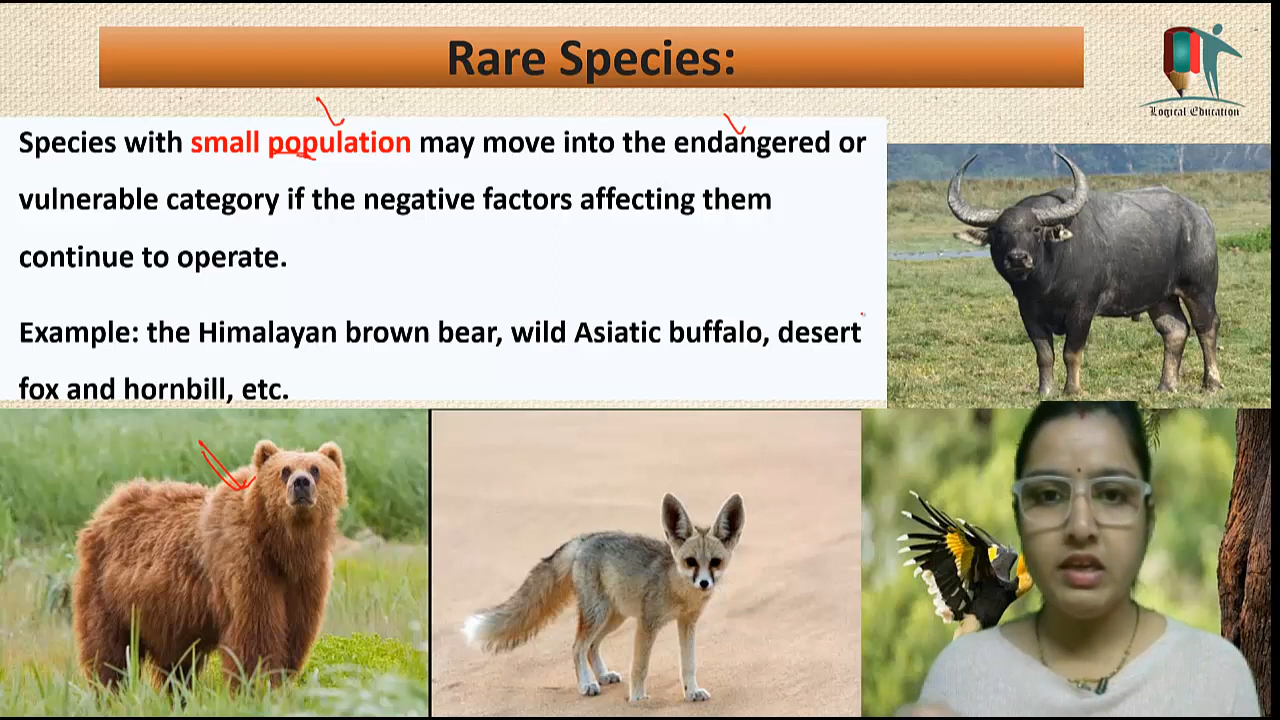 Rare Species:
Logical Education
Species with small population may move into the endangered or
vulnerable category if the negative factors affecting them
continue to operate.
Example: the Himalayan brown bear, wild Asiatic buffalo, desert
fox and hornbill, etc.